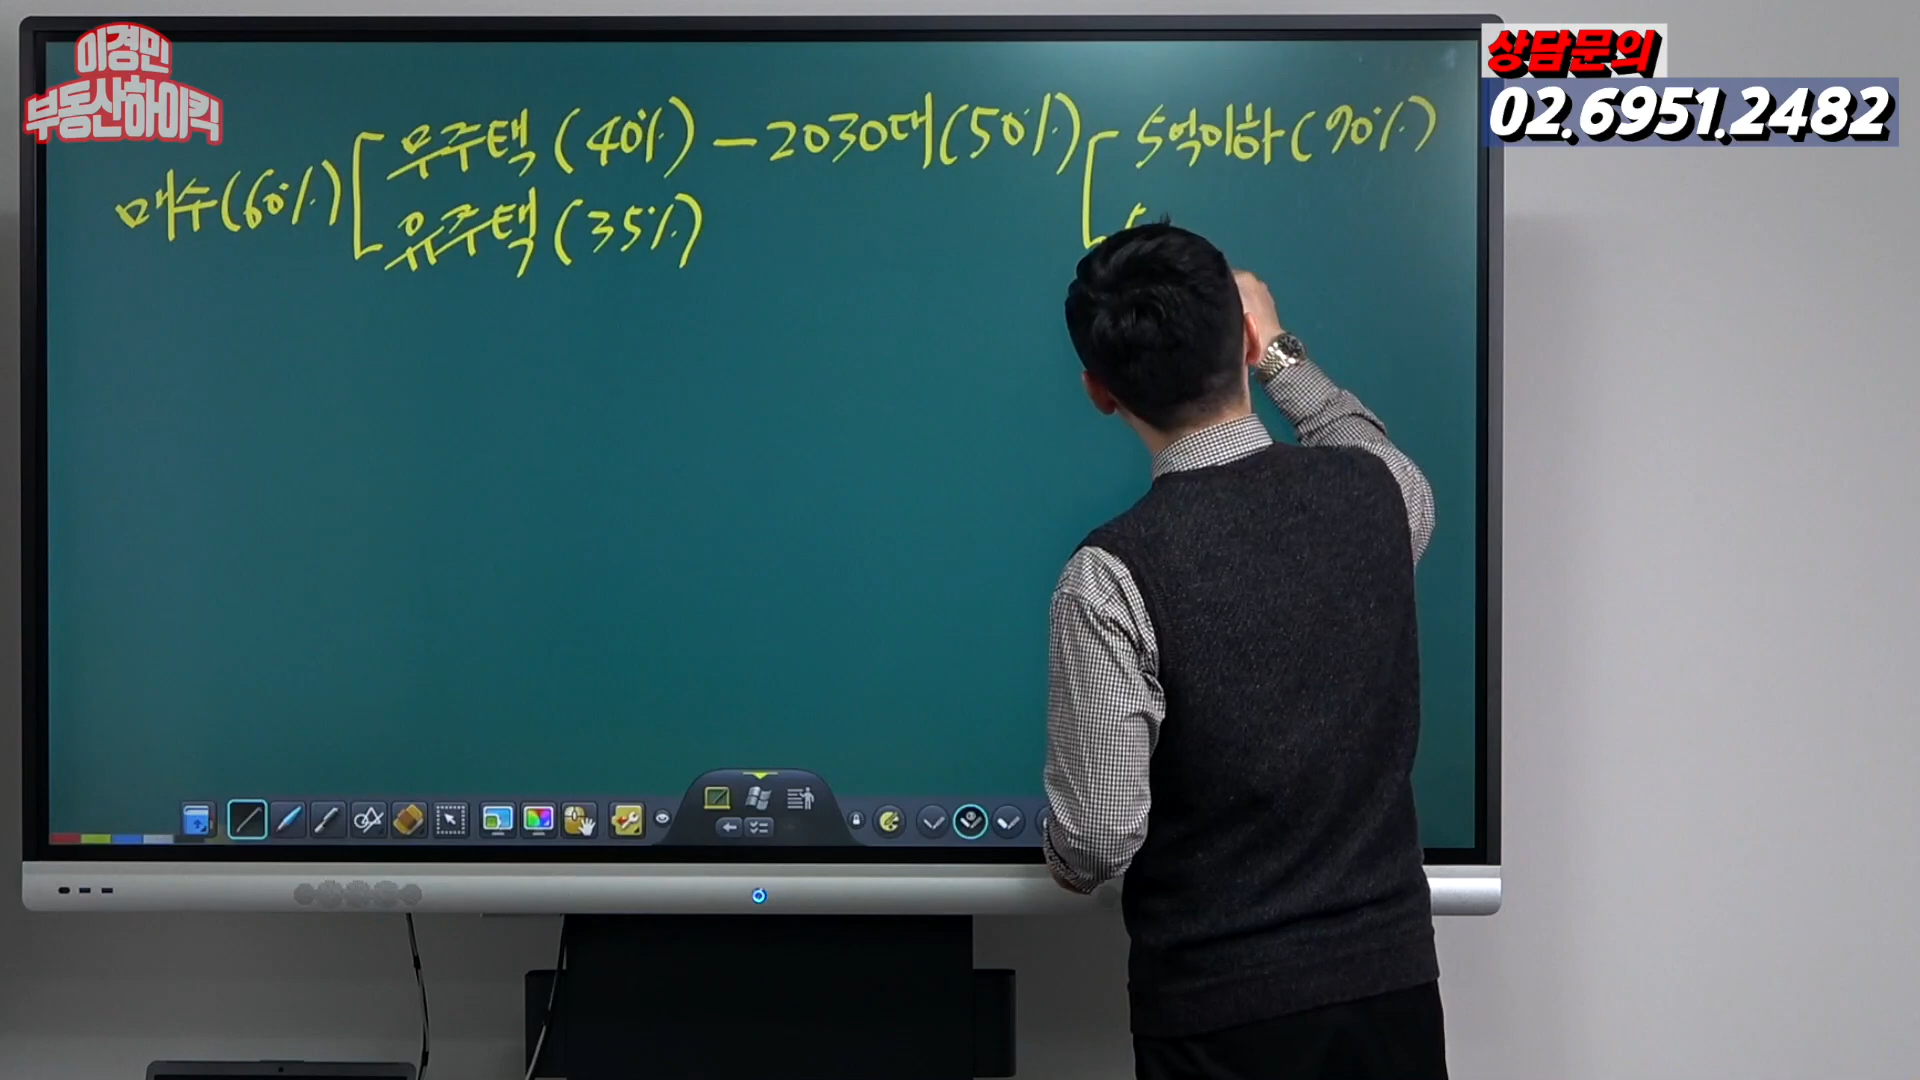 이경민
부동산하이킥
상담문의
02.6951.2482
매수(60%)
무주택(40%) - 2030대(50%)
5억이하(90%)
유주택(35%)
5